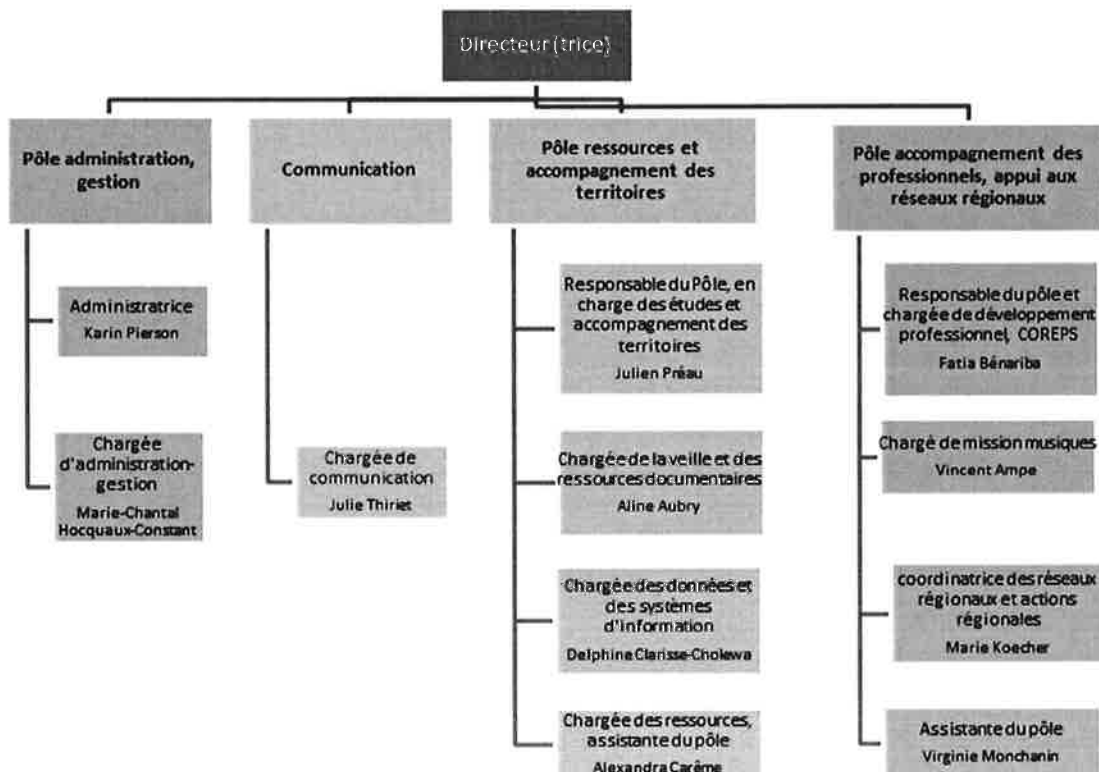 Directeur(trice)
Pôle administration,
gestion
Communication
Pôle ressources et
accompagnement des
territoires
Pôle accompagnement des
professionnels, appui aux
réseaux régionaux
Administratrice
Karin Pierson
Chargée
d'administration-
gestion
Marie-Chantal
Hocquaux-Constant
Chargée de
communication
Julie Thiriet
Responsable du Pôle, en
charge des études et
accompagnement des
territoires
Julien Préau
Chargée de la veille et des
ressources documentaires
Aline Aubry
Chargée des données et
des systèmes
d'information
Delphine Clarisse-Cholewa
Chargée des ressources,
assistante du pôle
Alexandra Carême
Responsable du pôle et
chargée de développement
professionnel, COREPS
Fatia Bénariba
Chargé de mission musiques
Vincent Ampe
coordinatrice des réseaux
régionaux et actions
régionales
Marie Koecher
Assistante du pôle
Virginie Monchanin